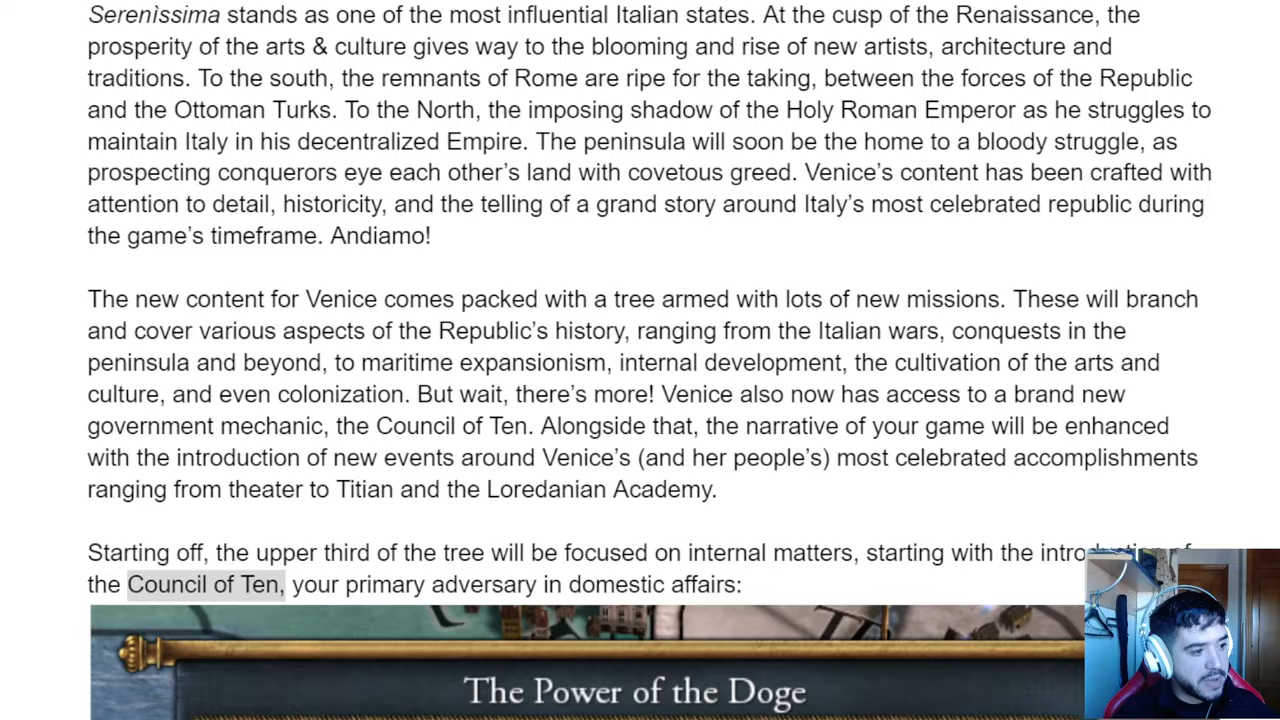 Serenìssima stands as one of the most influential Italian states. At the cusp of the Renaissance, the
prosperity of the arts & culture gives way to the blooming and rise of new artists, architecture and
traditions. To the south, the remnants of Rome are ripe for the taking, between the forces of the Republic
and the Ottoman Turks. To the North, the imposing shadow of the Holy Roman Emperor as he struggles to
maintain Italy in his decentralized Empire. The peninsula will soon be the home to a bloody struggle, as
prospecting conquerors eye each other’s land with covetous greed. Venice’s content has been crafted with
attention to detail, historicity, and the telling of a grand story around Italy’s most celebrated republic during
the game’s timeframe. Andiamo!
The new content for Venice comes packed with a tree armed with lots of new missions. These will branch
and cover various aspects of the Republic’s history, ranging from the Italian wars, conquests in the
peninsula and beyond, to maritime expansionism, internal development, the cultivation of the arts and
culture, and even colonization. But wait, there’s more! Venice also now has access to a brand new
government mechanic, the Council of Ten. Alongside that, the narrative of your game will be enhanced
with the introduction of new events around Venice’s (and her people’s) most celebrated accomplishments
ranging from theater to Titian and the Loredanian Academy.
Starting off, the upper third of the tree will be focused on internal matters, starting with the
the Council of Ten, your primary adversary in domestic affairs:
The Power of the Doge